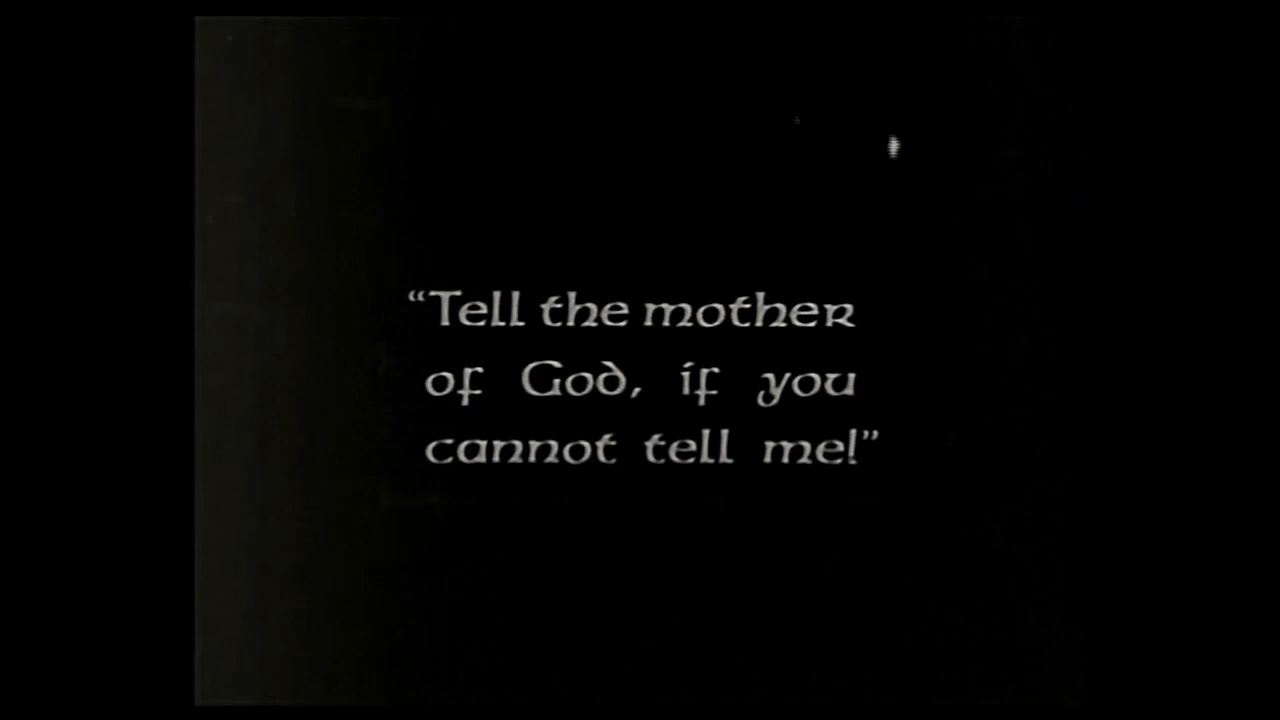 “Tell the mother
of God, if you
cannot tell me!”